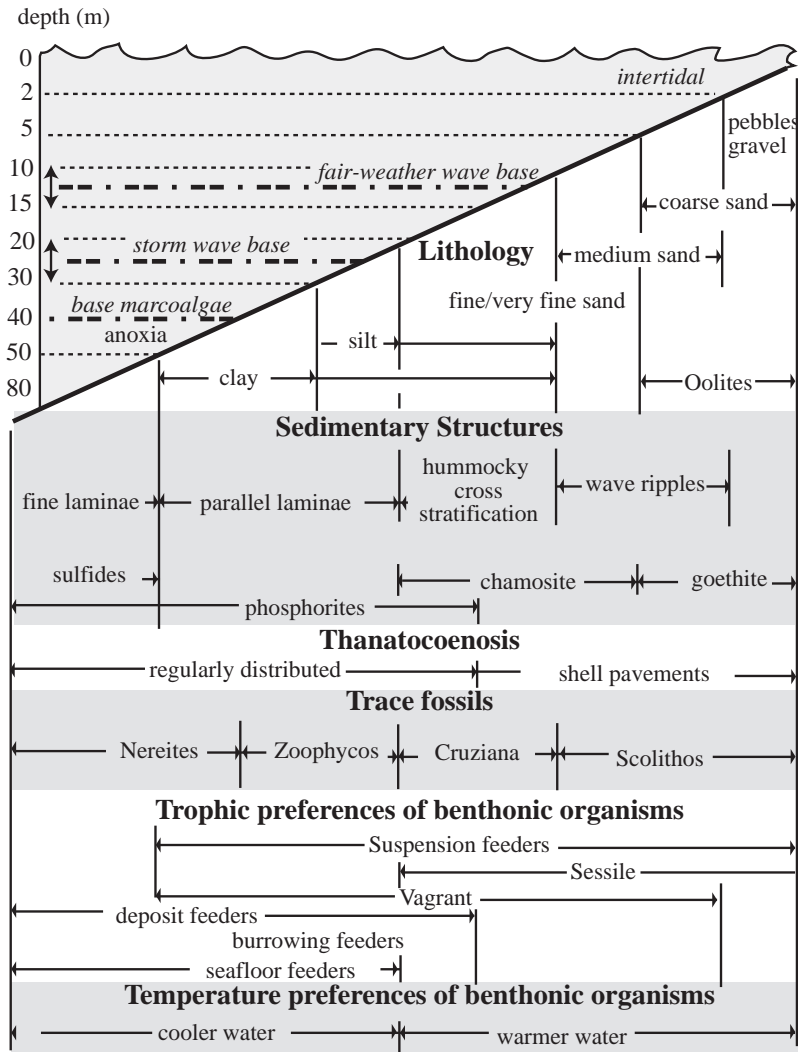 depth (m)
0
intertidal
2
pebbles
gravel
5
10
fair-weather wave base
15
coarse sand
20
storm wave base
Lithology
medium sand
30
fine/very fine sand
base marcoalgae
40
anoxia
silt
50
clay
80
Oolites
Sedimentary Structures
hummocky
cross
stratification
fine laminae
parallel laminae
wave ripples
sulfides
chamosite
goethite
phosphorites
Thanatocoenosis
regularly distributed
shell pavements
Trace fossils
Nereites
Zoophycos
Cruziana
Scolithos
Trophic preferences of benthonic organisms
Suspension feeders
Sessile
Vagrant
deposit feeders
burrowing feeders
seafloor feeders
Temperature preferences of benthonic organisms
cooler water
warmer water